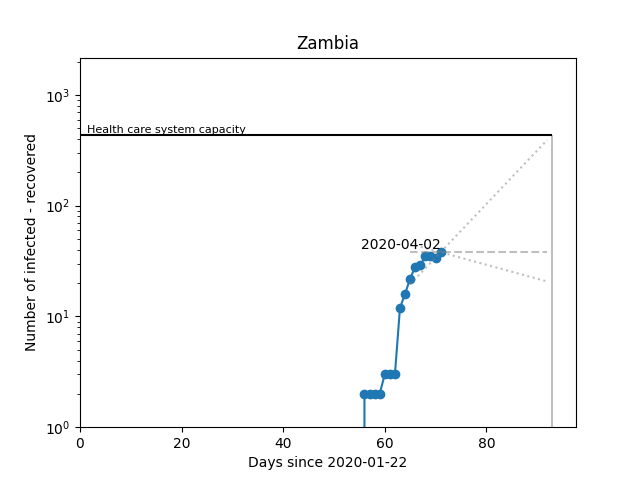 Zambia
Number of infected - recovered
10³
10²
10¹
10⁰
Health care system capacity
2020-04-02
0 20 40 60 80
Days since 2020-01-22